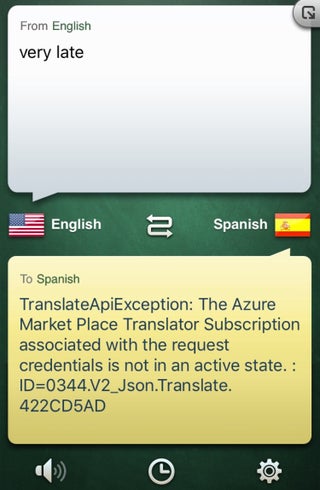 From English
very late
English
Spanish
To Spanish
TranslateApiException: The Azure
Market Place Translator Subscription
associated with the request
credentials is not in an active state. :
ID=0344.V2_Json.Translate.
422CD5AD